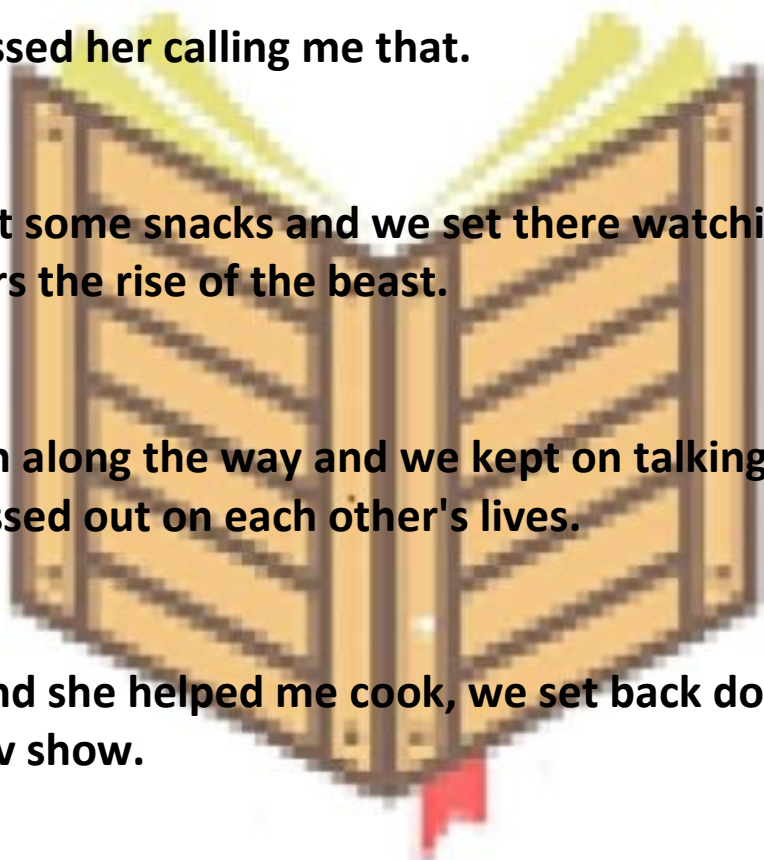 ssed her calling me that.
t some snacks and we set there watchi
rs the rise of the beast.
n along the way and we kept on talking
ssed out on each other's lives.
nd she helped me cook, we set back do
v show.